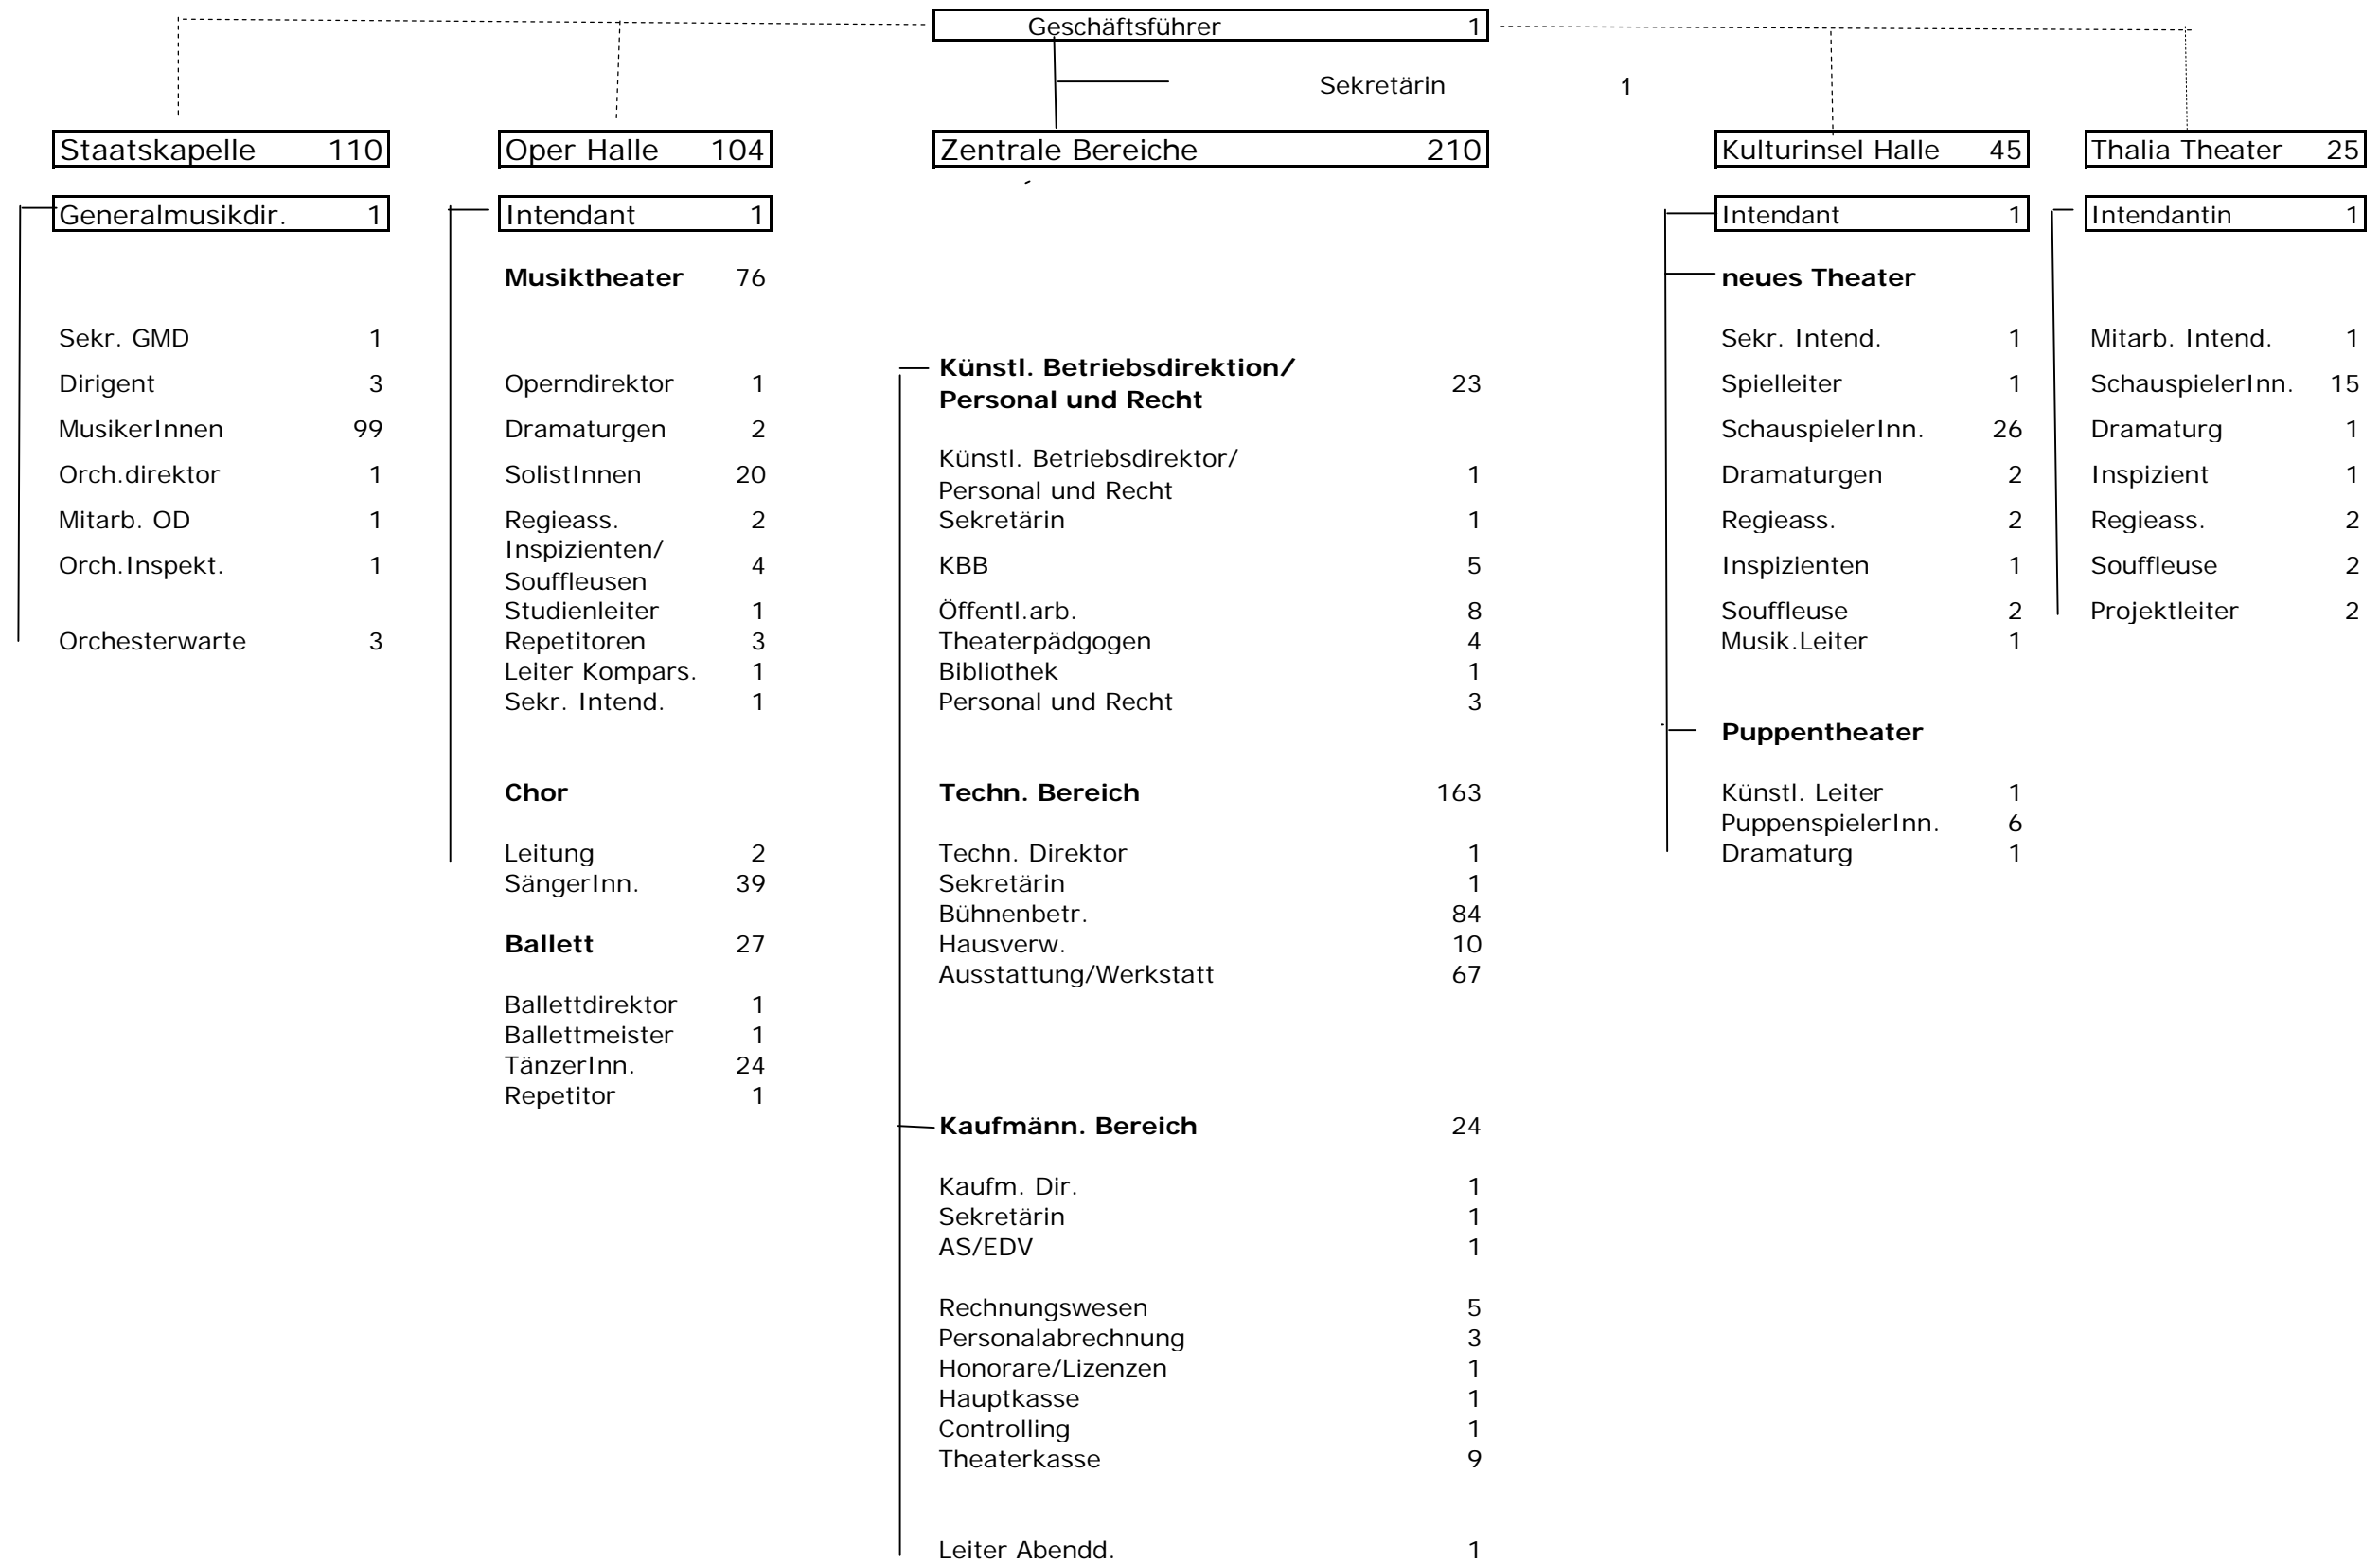 Geschäftsführer 1
Sekretärin 1
Staatskapelle 110
Generalmusikdir. 1
Sekr. GMD 1
Dirigent 3
MusikerInnen 99
Orch.direktor 1
Mitarb. OD 1
Orch.Inspekt. 1
Orchesterwarte 3
Oper Halle 104
Intendant 1
Musiktheater 76
Operndirektor 1
Dramaturgen 2
SolistInnen 20
Regieass. 2
Inspizienten/
Souffleusen 4
Studienleiter 1
Repetitoren 3
Leiter Kompars. 1
Sekr. Intend. 1
Chor
Leitung 2
SängerInn. 39
Ballett 27
Ballettdirektor 1
Ballettmeister 1
TänzerInn. 24
Repetitor 1
Zentrale Bereiche 210
Künstl. Betriebsdirektion/
Personal und Recht 23
Künstl. Betriebsdirektor/
Personal und Recht 1
Sekretärin 1
KBB 5
Öffentl.arb. 8
Theaterpädgogen 4
Bibliothek 1
Personal und Recht 3
Techn. Bereich 163
Techn. Direktor 1
Sekretärin 1
Bühnenbetr. 84
Hausverw. 10
Ausstattung/Werkstatt 67
Kaufmänn. Bereich 24
Kaufm. Dir. 1
Sekretärin 1
AS/EDV 1
Rechnungswesen 5
Personalabrechnung 3
Honorare/Lizenzen 1
Hauptkasse 1
Controlling 1
Theaterkasse 9
Leiter Abendd. 1
Kulturinsel Halle 45
Intendant 1
neues Theater
Sekr. Intend. 1
Spielleiter 1
SchauspielerInn. 26
Dramaturgen 2
Regieass. 2
Inspizienten 1
Souffleuse 2
Musik.Leiter 1
Puppentheater
Künstl. Leiter 1
PuppenspielerInn. 6
Dramaturg 1
Thalia Theater 25
Intendantin 1
Mitarb. Intend. 1
SchauspielerInn. 15
Dramaturg 1
Inspizient 1
Regieass. 2
Souffleuse 2
Projektleiter 2